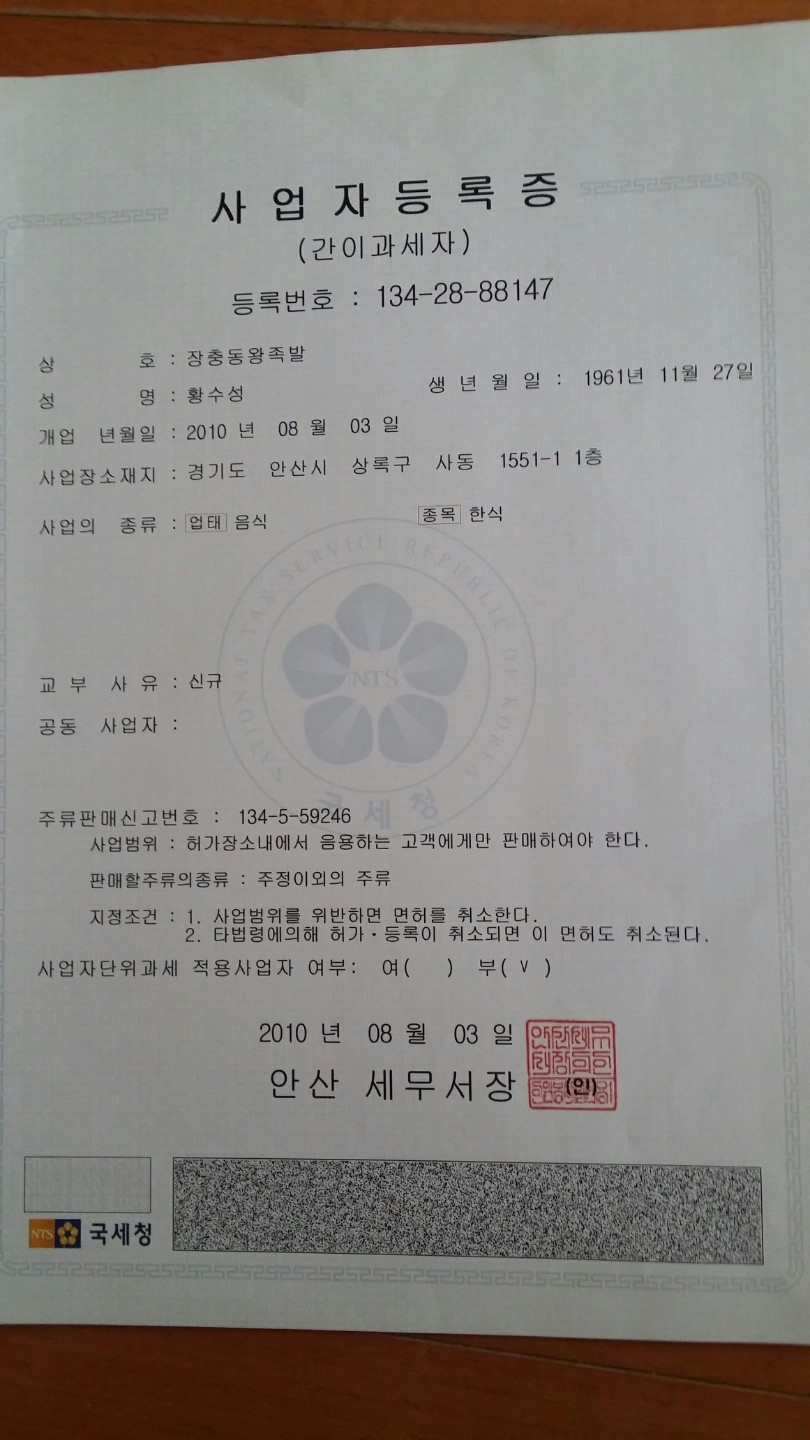 사업자등록증
(간이과세자)
등록번호 : 134-28-88147
상 호 : 장충동왕족발
성 명 : 황수성 생 년 월 일 : 1961년 11월 27일
개업 년월일 : 2010 년 08 월 03 일
사업장소재지 : 경기도 안산시 상록구 사동 1551-1 1층
사업의 종류 : 업태 음식 종목 한식
NATIONAL TAX SERVICE REPUBLIC OF KOREA
NTS
국세청
교 부 사 유 : 신규
공동 사업자 :
주류판매신고번호 : 134-5-59246
사업범위 : 허가장소내에서 음용하는 고객에게만 판매하여야 한다.
판매할주류의종류 : 주정이외의 주류
지정조건 : 1. 사업범위를 위반하면 면허를 취소한다.
2. 타법령에의해 허가·등록이 취소되면 이 면허도 취소된다.
사업자단위과세 적용사업자 여부: 여( ) 부( V )
2010 년 08 월 03 일
안산 세무서장 (인)
NTS 국세청